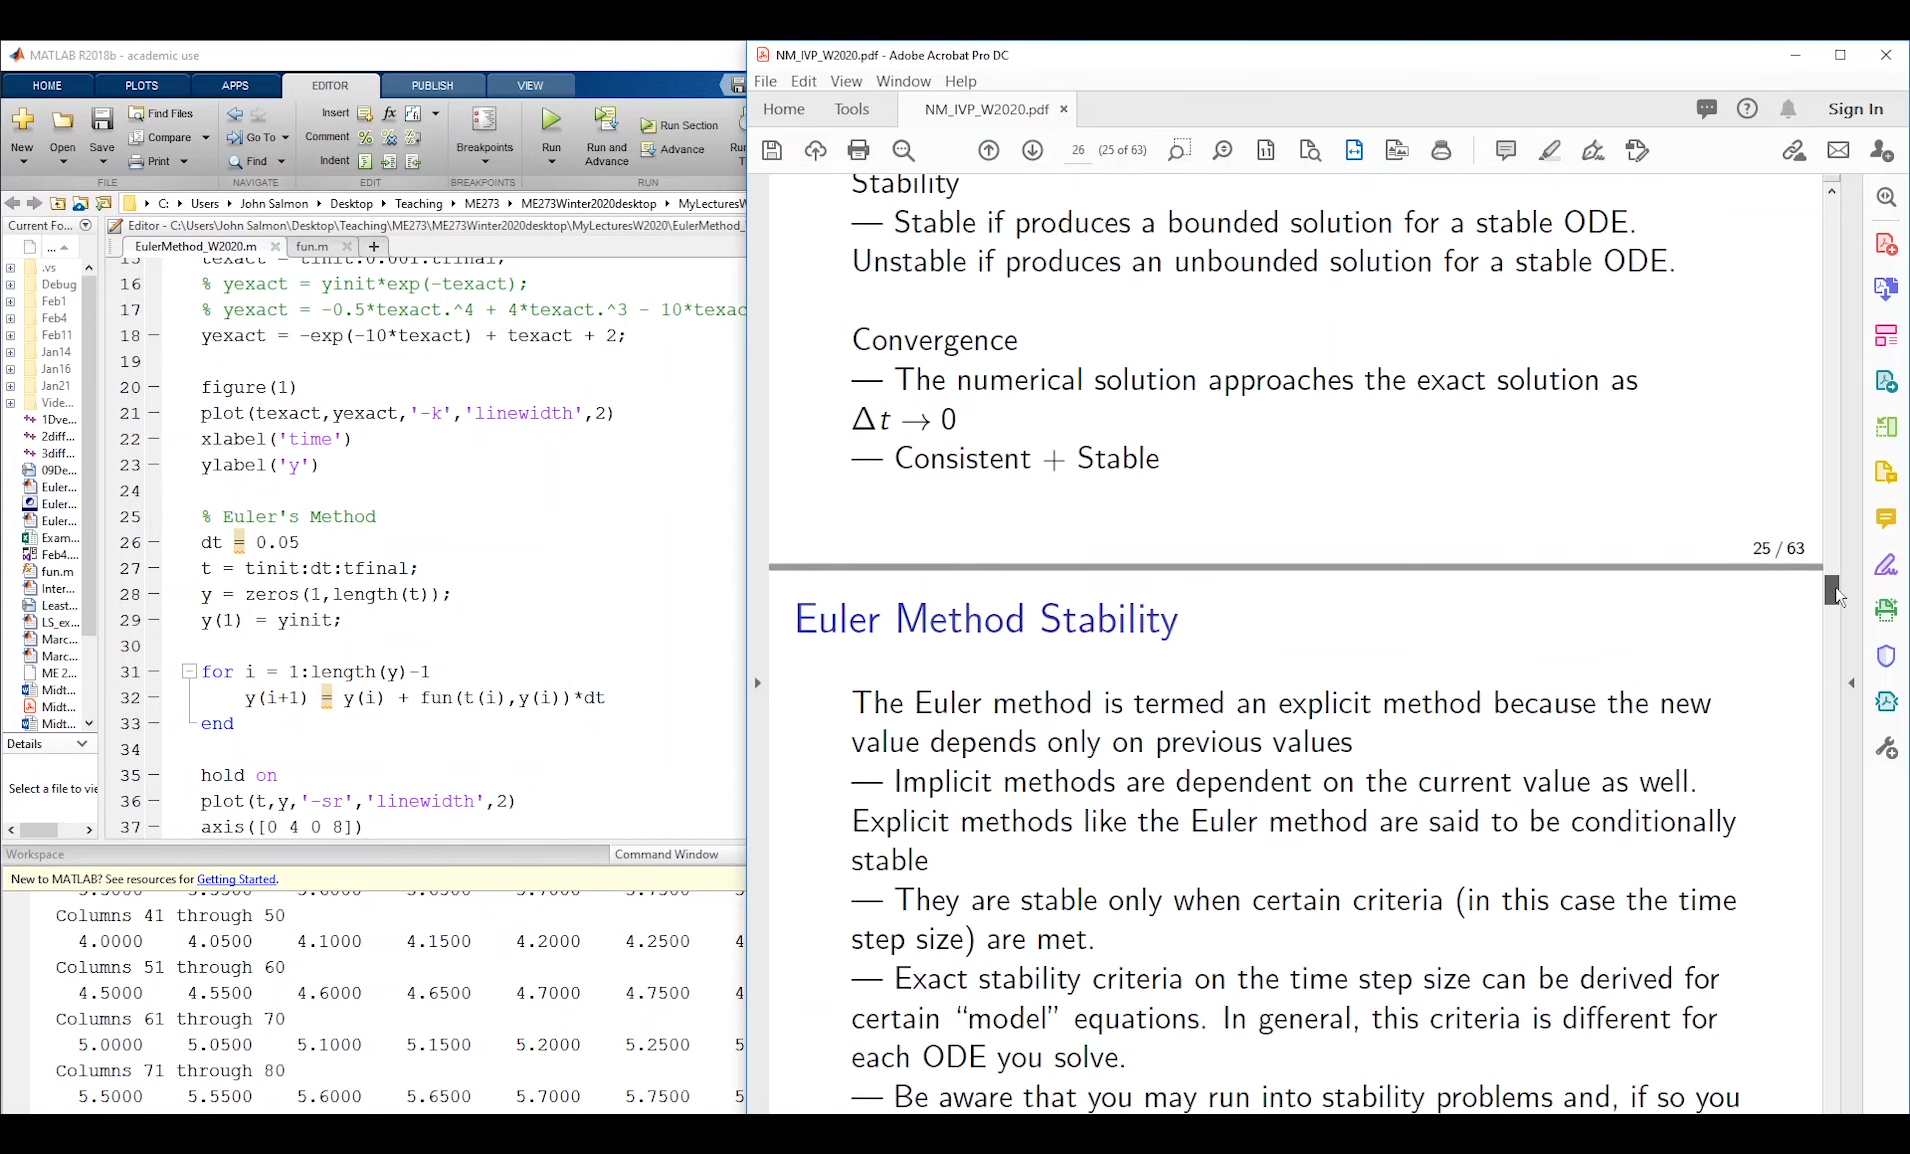 MATLAB R2018b - academic use
HOME PLOTS APPS EDITOR PUBLISH VIEW
New Open Save Find Files Compare Print Go To Find Insert Comment Indent Breakpoints Run Run and Advance Run Section Advance
FILE NAVIGATE EDIT BREAKPOINTS RUN
C: Users John Salmon Desktop Teaching ME273 ME273Winter2020desktop MyLecturesW
Current Fo...
Editor - C:\Users\John Salmon\Desktop\Teaching\ME273\ME273Winter2020desktop\MyLecturesW2020\EulerMethod_
EulerMethod_W2020.m fun.m
.vs
Debug
Feb1
Feb4
Feb11
Jan14
Jan16
Jan21
Vide...
1Dve...
2diff...
3diff...
09De...
Euler...
Euler...
Euler...
Exam...
Feb4....
fun.m
Inter...
Least...
LS_ex...
Marc...
Marc...
ME 2...
Midt...
Midt...
Midt...
Details
Select a file to vie
15 texact = tinit:0.001:tfinal;
16 % yexact = yinit*exp(-texact);
17 % yexact = -0.5*texact.^4 + 4*texact.^3 - 10*texac
18 yexact = -exp(-10*texact) + texact + 2;
19
20 figure(1)
21 plot(texact,yexact,'-k','linewidth',2)
22 xlabel('time')
23 ylabel('y')
24
25 % Euler's Method
26 dt = 0.05
27 t = tinit:dt:tfinal;
28 y = zeros(1,length(t));
29 y(1) = yinit;
30
31 for i = 1:length(y)-1
32 y(i+1) = y(i) + fun(t(i),y(i))*dt
33 end
34
35 hold on
36 plot(t,y,'-sr','linewidth',2)
37 axis([0 4 0 8])
Workspace Command Window
New to MATLAB? See resources for Getting Started.
Columns 41 through 50
4.0000 4.0500 4.1000 4.1500 4.2000 4.2500 4
Columns 51 through 60
4.5000 4.5500 4.6000 4.6500 4.7000 4.7500 4
Columns 61 through 70
5.0000 5.0500 5.1000 5.1500 5.2000 5.2500 5
Columns 71 through 80
5.5000 5.5500 5.6000 5.6500 5.7000 5.7500 5
NM_IVP_W2020.pdf - Adobe Acrobat Pro DC
File Edit View Window Help
Home Tools NM_IVP_W2020.pdf Sign In
26 (25 of 63)
Stability
— Stable if produces a bounded solution for a stable ODE.
Unstable if produces an unbounded solution for a stable ODE.
Convergence
— The numerical solution approaches the exact solution as
Δt → 0
— Consistent + Stable
25 / 63
Euler Method Stability
The Euler method is termed an explicit method because the new
value depends only on previous values
— Implicit methods are dependent on the current value as well.
Explicit methods like the Euler method are said to be conditionally
stable
— They are stable only when certain criteria (in this case the time
step size) are met.
— Exact stability criteria on the time step size can be derived for
certain “model” equations. In general, this criteria is different for
each ODE you solve.
— Be aware that you may run into stability problems and, if so you